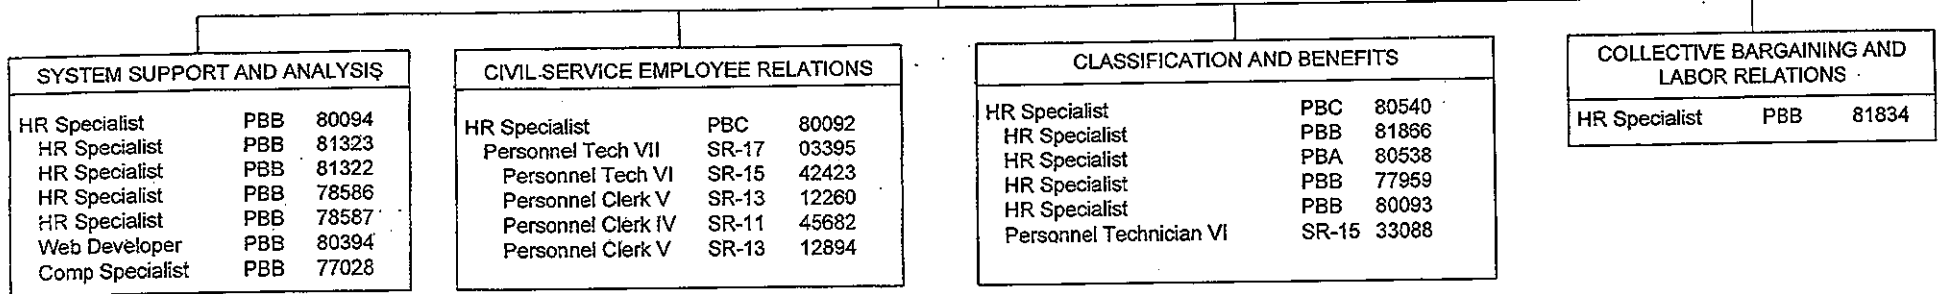 SYSTEM SUPPORT AND ANALYSIS
HR Specialist PBB 80094
HR Specialist PBB 81323
HR Specialist PBB 81322
HR Specialist PBB 78586
HR Specialist PBB 78587
Web Developer PBB 80394
Comp Specialist PBB 77028
CIVIL SERVICE EMPLOYEE RELATIONS
HR Specialist PBC 80092
Personnel Tech VII SR-17 03395
Personnel Tech VI SR-15 42423
Personnel Clerk V SR-13 12260
Personnel Clerk IV SR-11 45682
Personnel Clerk V SR-13 12894
CLASSIFICATION AND BENEFITS
HR Specialist PBC 80540
HR Specialist PBB 81866
HR Specialist PBA 80538
HR Specialist PBB 77959
HR Specialist PBB 80093
Personnel Technician VI SR-15 33088
COLLECTIVE BARGAINING AND
LABOR RELATIONS
HR Specialist PBB 81834